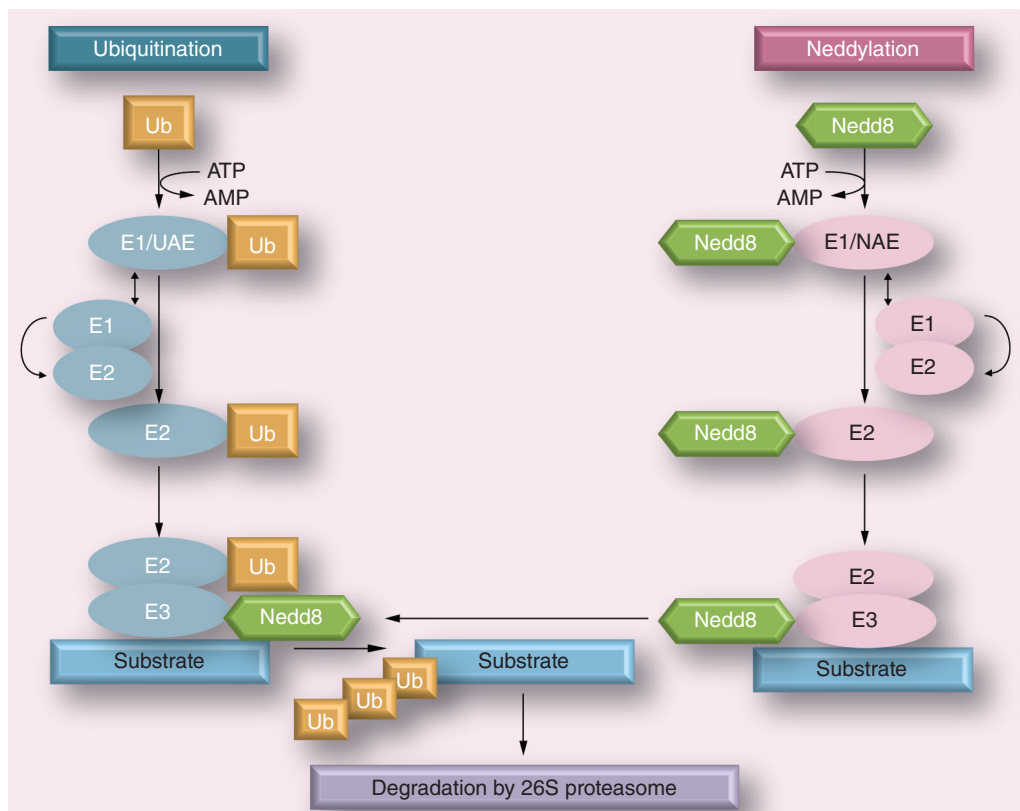 Ubiquitination
Neddylation
Ub
Nedd8
ATP
AMP
ATP
AMP
E1/UAE
Ub
Nedd8
E1/NAE
E1
E2
E1
E2
E2
Ub
Nedd8
E2
E2
Ub
E3
Nedd8
Substrate
E2
Nedd8
E3
Substrate
Substrate
Ub
Ub
Ub
Degradation by 26S proteasome